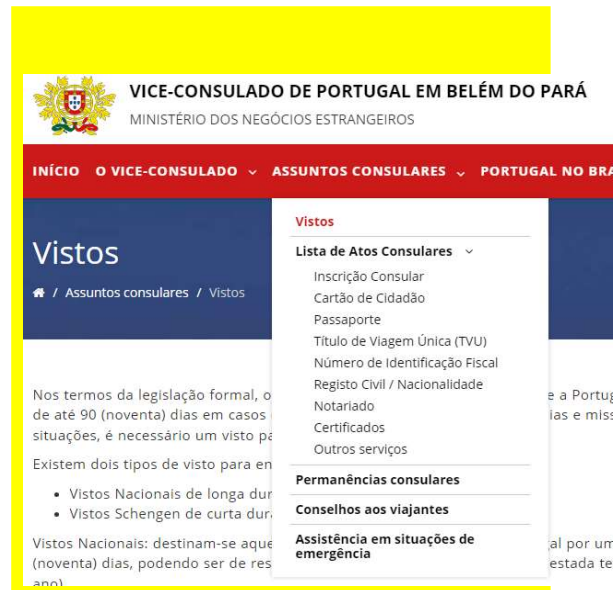 VICE-CONSULADO DE PORTUGAL EM BELÉM DO PARÁ
MINISTÉRIO DOS NEGÓCIOS ESTRANGEIROS
INÍCIO O VICE-CONSULADO ASSUNTOS CONSULARES PORTUGAL NO BRA
Vistos
/ Assuntos consulares / Vistos
Vistos
Lista de Atos Consulares
Inscrição Consular
Cartão de Cidadão
Passaporte
Título de Viagem Única (TVU)
Número de Identificação Fiscal
Registo Civil / Nacionalidade
Notariado
Certificados
Outros serviços
Permanências consulares
Conselhos aos viajantes
Assistência em situações de
emergência
Nos termos da legislação formal, o e a Portug
de até 90 (noventa) dias em casos ias e miss
situações, é necessário um visto pa
Existem dois tipos de visto para en
• Vistos Nacionais de longa dur
• Vistos Schengen de curta dura
Vistos Nacionais: destinam-se aque al por um
(noventa) dias, podendo ser de res estada te
ano)